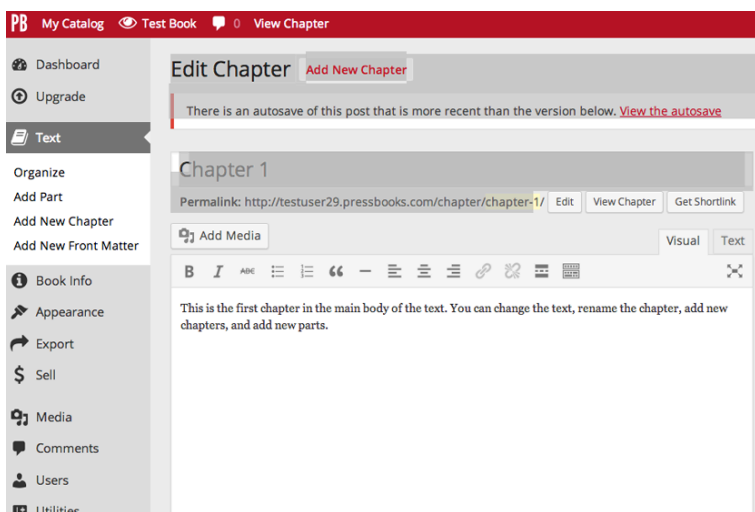 PB My Catalog Test Book 0 View Chapter
Dashboard
Upgrade
Text
Organize
Add Part
Add New Chapter
Add New Front Matter
Book Info
Appearance
Export
$ Sell
Media
Comments
Users
Utilities
Edit Chapter Add New Chapter
There is an autosave of this post that is more recent than the version below. View the autosave
Chapter 1
Permalink: http://testuser29.pressbooks.com/chapter/chapter-1/ Edit View Chapter Get Shortlink
Add Media
Visual Text
B I ABC
This is the first chapter in the main body of the text. You can change the text, rename the chapter, add new
chapters, and add new parts.